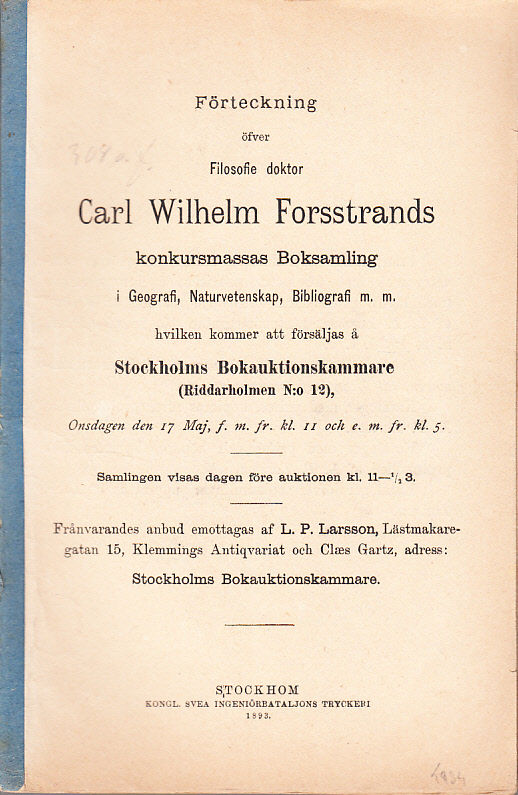 Förteckning
öfver
Filosofie doktor
Carl Wilhelm Forsstrands
konkursmassas Boksamling
i Geografi, Naturvetenskap, Bibliografi m. m.
hvilken kommer att försäljas å
Stockholms Bokauktionskammare
(Riddarholmen N:o 12),
Onsdagen den 17 Maj, f. m. fr. kl. 11 och e. m. fr. kl. 5.
Samlingen visas dagen före auktionen kl. 11—1/2 3.
Frånvarandes anbud emottagas af L. P. Larsson, Lästmakare-
gatan 15, Klemmings Antiqvariat och Clæs Gartz, adress:
Stockholms Bokauktionskammare.
STOCKHOM
KONGL. SVEA INGENIÖRBATALJONS TRYCKERI
1893.